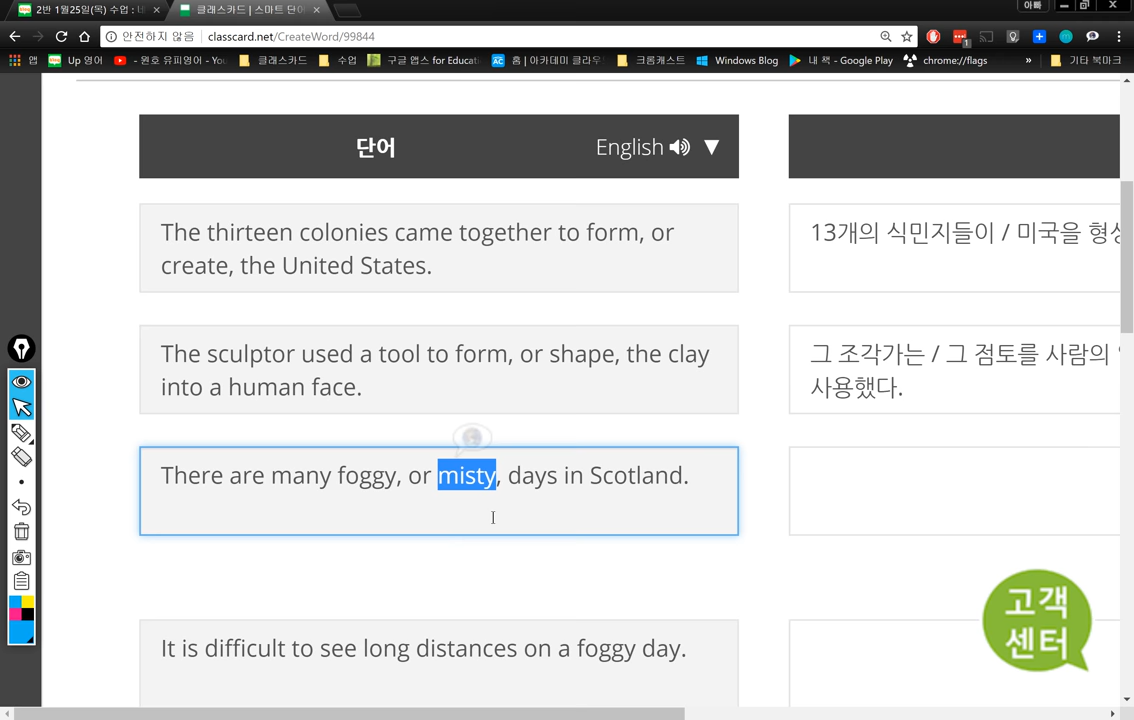 2반 1월25일(목) 수업 : 네
클래스카드 | 스마트 단어
아빠
안전하지 않음
classcard.net/CreateWord/99844
앱
Up 영어
- 원호 유피영어 - You
클래스카드
수업
구글 앱스 for Educati
홈 | 아카데미 클라우드
크롬캐스트
Windows Blog
내 책 - Google Play
chrome://flags
»
기타 북마크
단어
English
The thirteen colonies came together to form, or
create, the United States.
13개의 식민지들이 / 미국을 형성
The sculptor used a tool to form, or shape, the clay
into a human face.
그 조각가는 / 그 점토를 사람의
사용했다.
There are many foggy, or misty, days in Scotland.
고객
센터
It is difficult to see long distances on a foggy day.